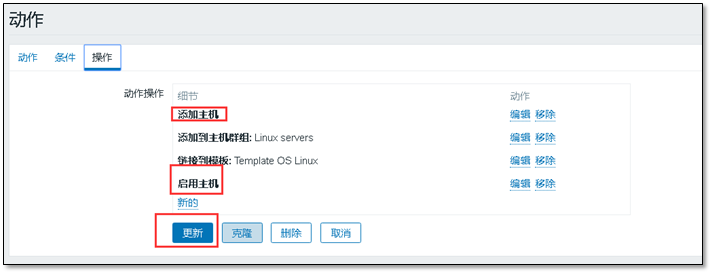 动作
动作 条件 操作
动作操作 细节 动作
添加主机 编辑 移除
添加到主机群组: Linux servers 编辑 移除
链接到模板: Template OS Linux 编辑 移除
启用主机 编辑 移除
新的
更新 克隆 删除 取消